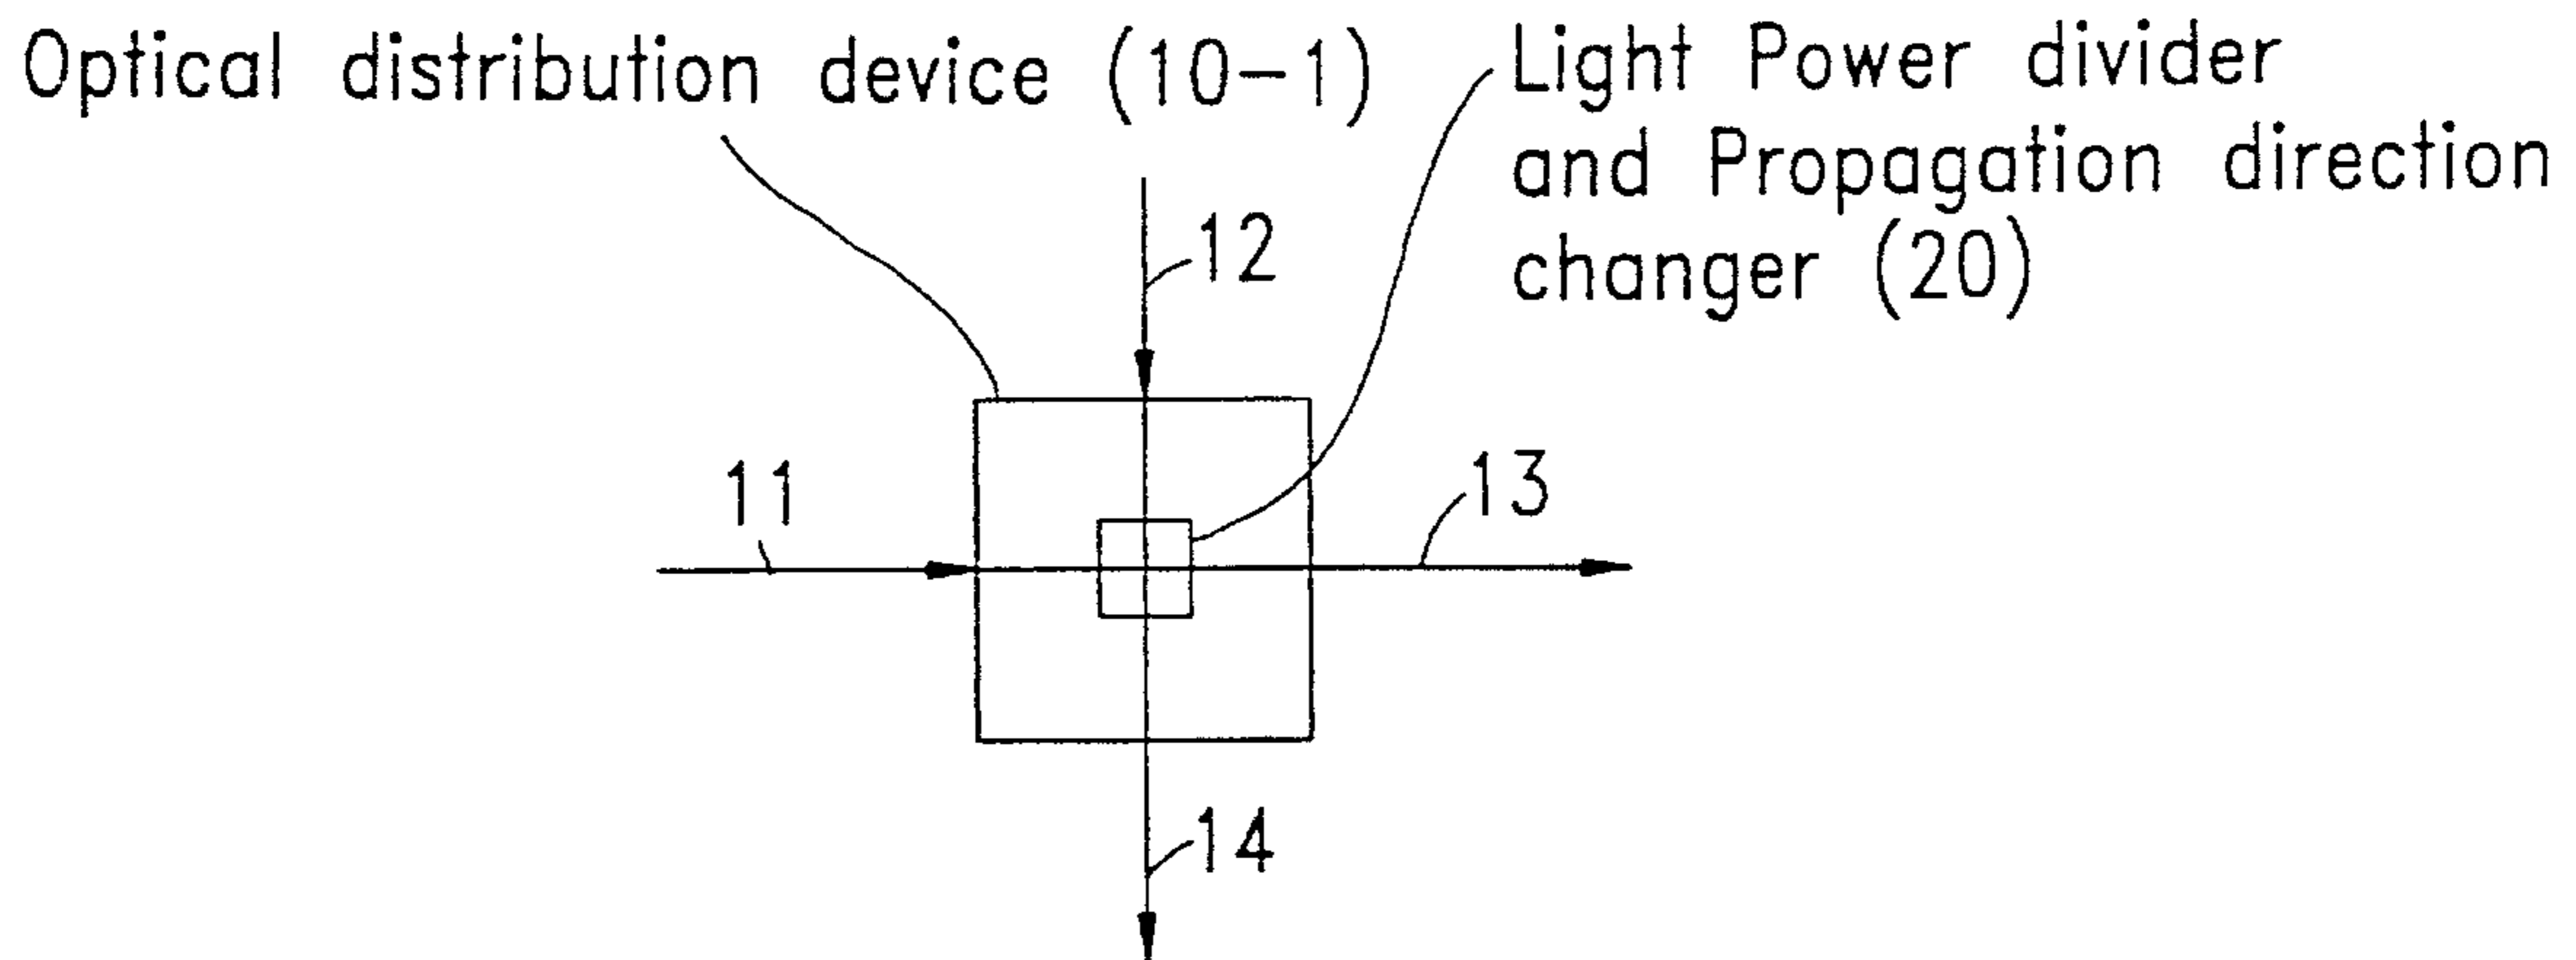 Optical distribution device (10-1)
Light Power divider
and Propagation direction
changer (20)
12
11
13
14